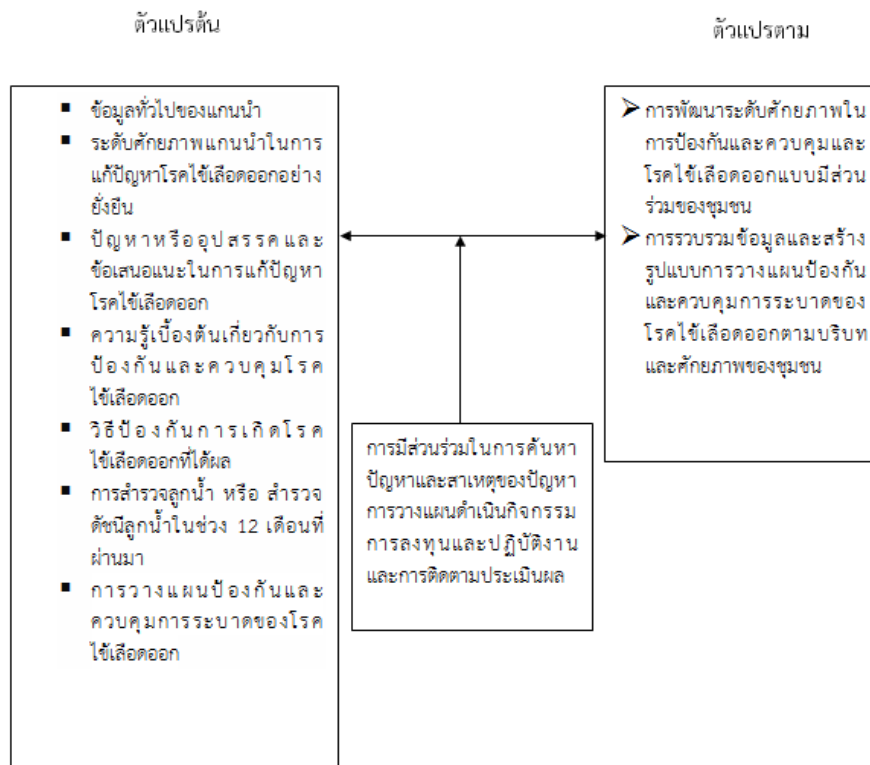 ตัวแปรต้น
ตัวแปรตาม
▪ ข้อมูลทั่วไปของแกนนำ
▪ ระดับศักยภาพแกนนำในการ
แก้ปัญหาโรคไข้เลือดออกอย่าง
ยั่งยืน
▪ ปัญหาหรืออุปสรรคและ
ข้อเสนอแนะในการแก้ปัญหา
โรคไข้เลือดออก
▪ ความรู้เบื้องต้นเกี่ยวกับการ
ป้องกันและควบคุมโรค
ไข้เลือดออก
▪ วิธีป้องกันการเกิดโรค
ไข้เลือดออกที่ได้ผล
▪ การสำรวจลูกน้ำ หรือ สำรวจ
ดัชนีลูกน้ำในช่วง 12 เดือนที่
ผ่านมา
▪ การวางแผนป้องกันและ
ควบคุมการระบาดของโรค
ไข้เลือดออก
การมีส่วนร่วมในการค้นหา
ปัญหาและสาเหตุของปัญหา
การวางแผนดำเนินกิจกรรม
การลงทุนและปฏิบัติงาน
และการติดตามประเมินผล
➢ การพัฒนาระดับศักยภาพใน
การป้องกันและควบคุมและ
โรคไข้เลือดออกแบบมีส่วน
ร่วมของชุมชน
➢ การรวบรวมข้อมูลและสร้าง
รูปแบบการวางแผนป้องกัน
และควบคุมการระบาดของ
โรคไข้เลือดออกตามบริบท
และศักยภาพของชุมชน